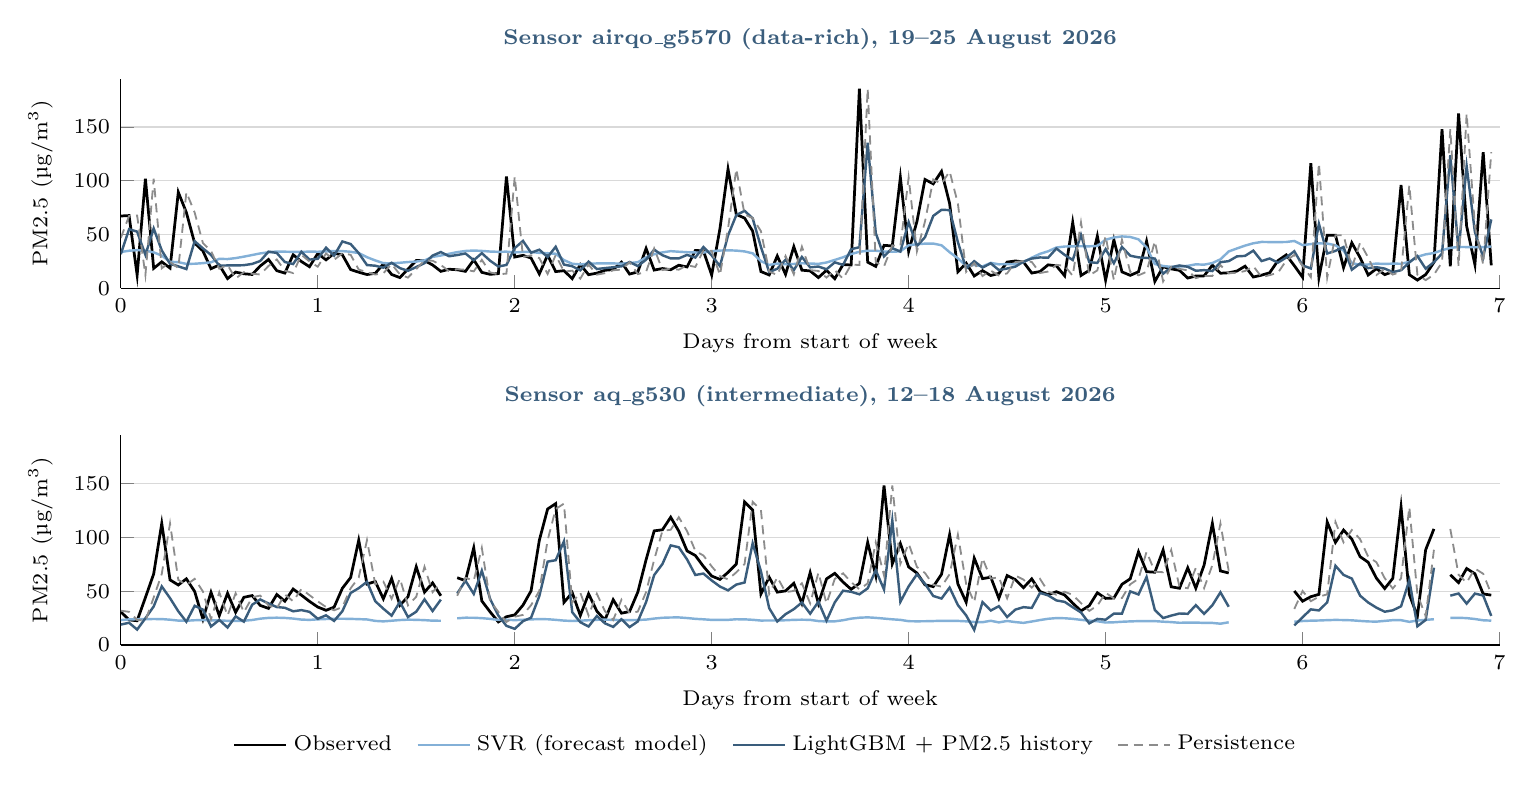 Sensor airqo_g5570 (data-rich), 19–25 August 2026
PM2.5 (µg/m³)
150
100
50
0
0 1 2 3 4 5 6 7
Days from start of week
Sensor aq_g530 (intermediate), 12–18 August 2026
PM2.5 (µg/m³)
150
100
50
0
0 1 2 3 4 5 6 7
Days from start of week
Observed SVR (forecast model) LightGBM + PM2.5 history Persistence